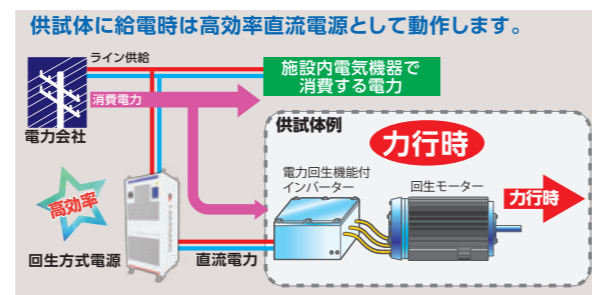 供試体に給電時は高効率直流電源として動作します。
ライン供給
施設内電気機器で
消費する電力
消費電力
電力会社
供試体例
力行時
電力回生機能付
インバーター
回生モーター
力行時
高効率
回生方式電源
直流電力